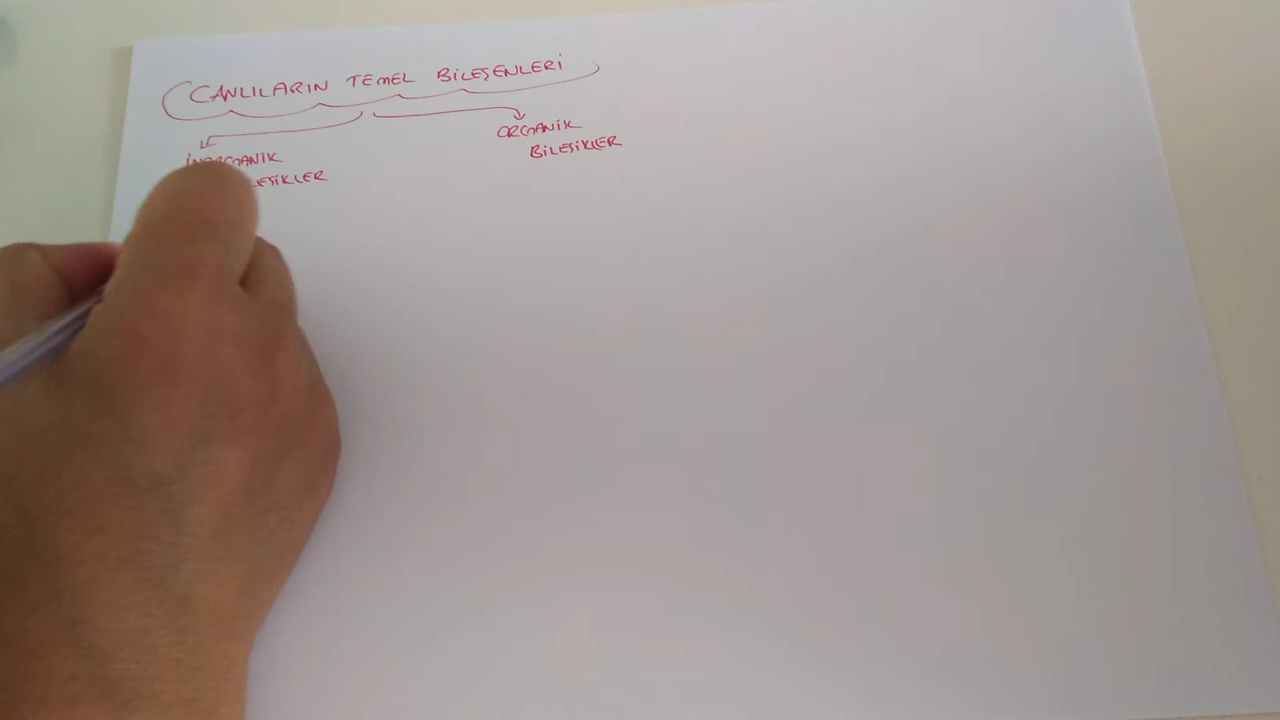 CANLILARIN TEMEL BİLEŞENLERİ
İNORGANİK
ORGANİK
BİLEŞİKLER